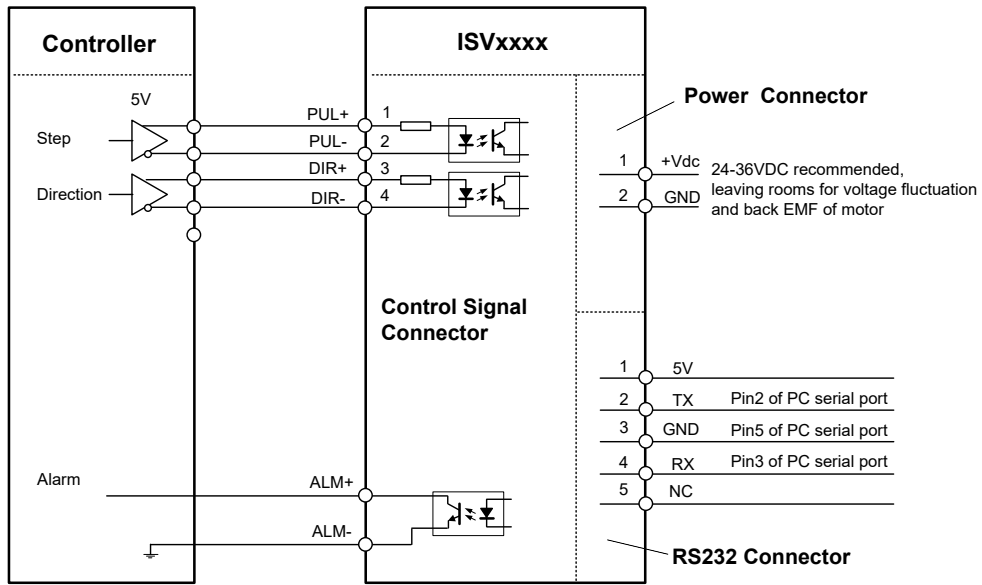 Controller
ISVxxxx
5V
Step
Direction
PUL+
PUL-
DIR+
DIR-
1
2
3
4
Power Connector
1
+Vdc
2
GND
24-36VDC recommended,
leaving rooms for voltage fluctuation
and back EMF of motor
Control Signal
Connector
1
5V
2
TX
Pin2 of PC serial port
3
GND
Pin5 of PC serial port
4
RX
Pin3 of PC serial port
5
NC
Alarm
ALM+
ALM-
RS232 Connector